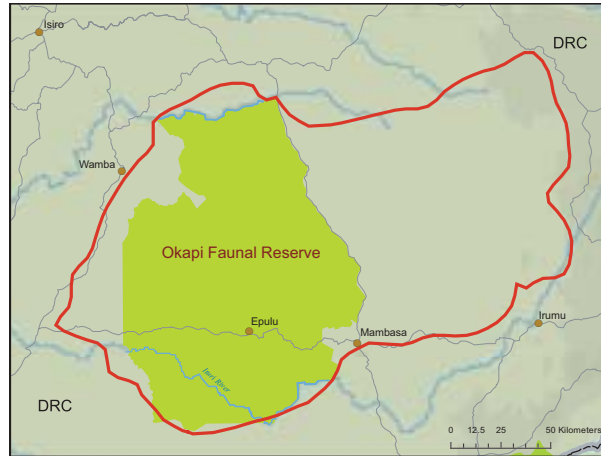 Isiro
DRC
Wamba
Okapi Faunal Reserve
Epulu
Mambasa
Irumu
Ituri River
DRC
0 12.5 25 50 Kilometers